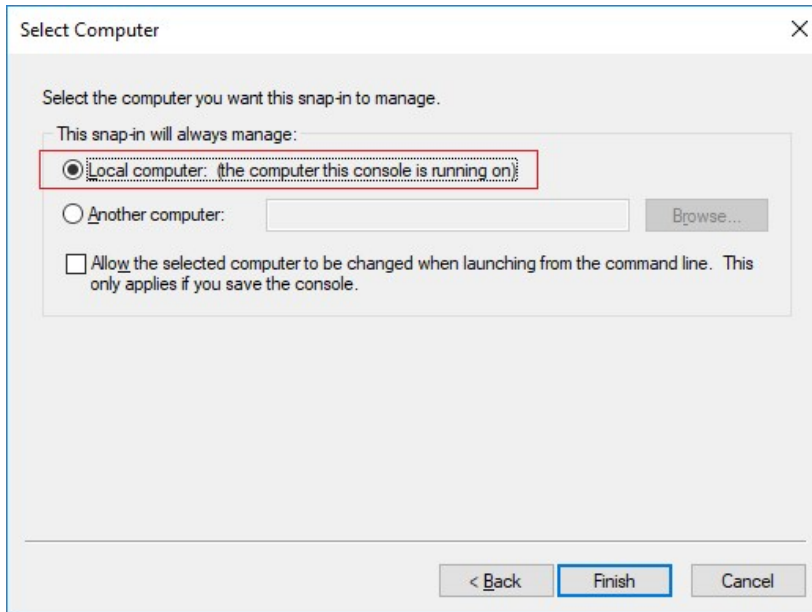 Select Computer
Select the computer you want this snap-in to manage.
This snap-in will always manage:
Local computer: (the computer this console is running on)
Another computer:
Browse...
Allow the selected computer to be changed when launching from the command line. This
only applies if you save the console.
< Back
Finish
Cancel